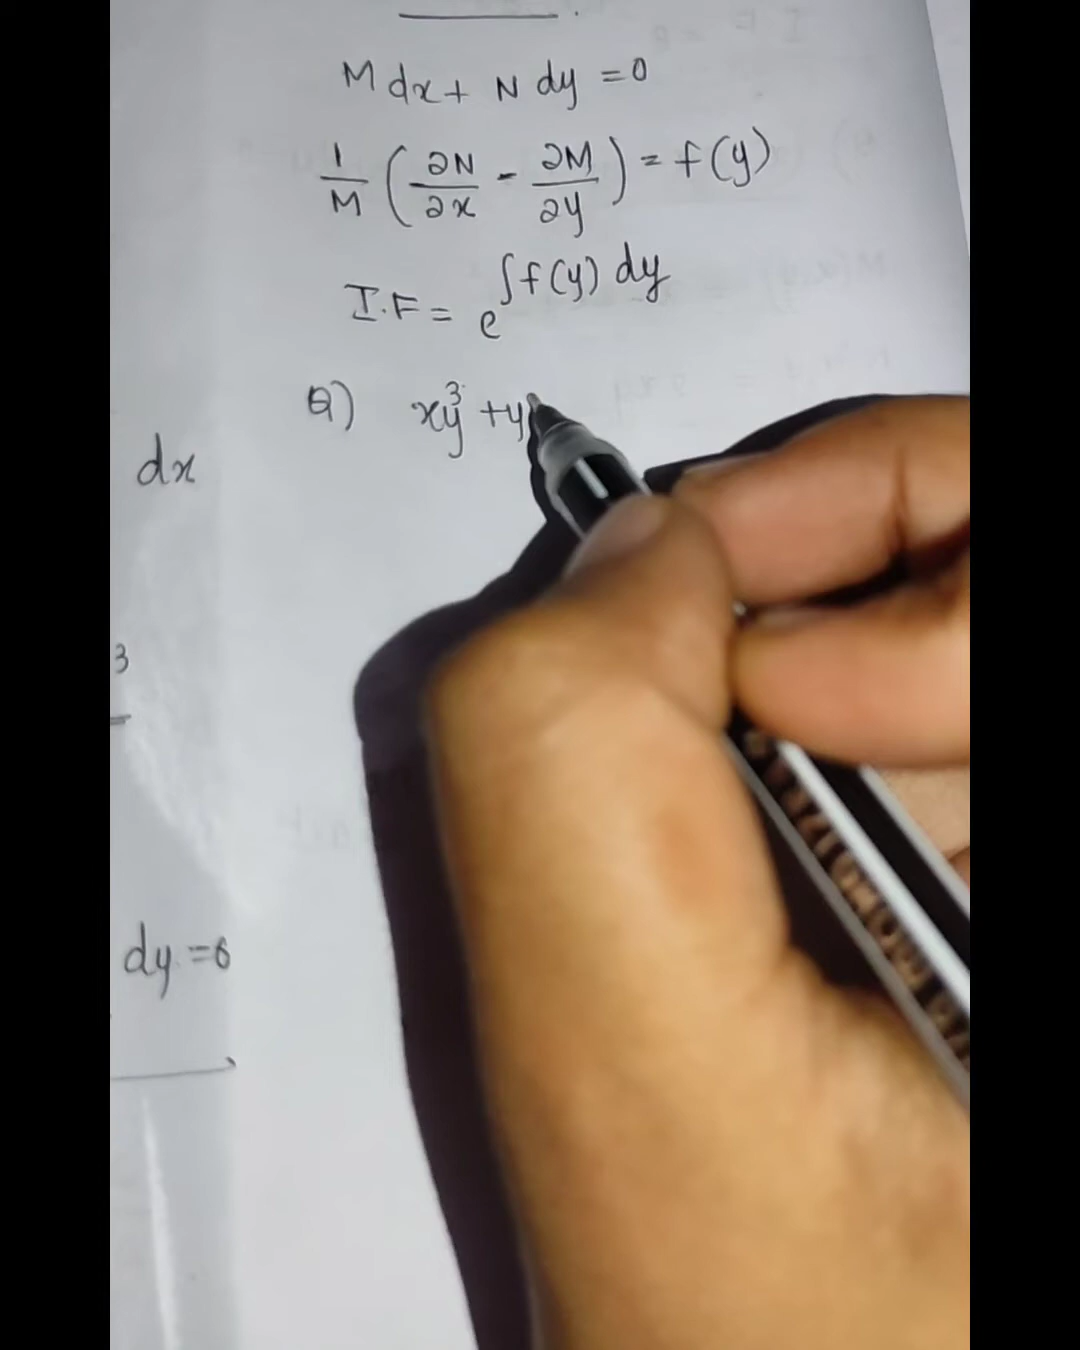 M dx + N dy = 0
1/M (∂N/∂x - ∂M/∂y) = f(y)
I.F = e^∫f(y) dy
Q) xy³ + y
dx
3
dy = 0